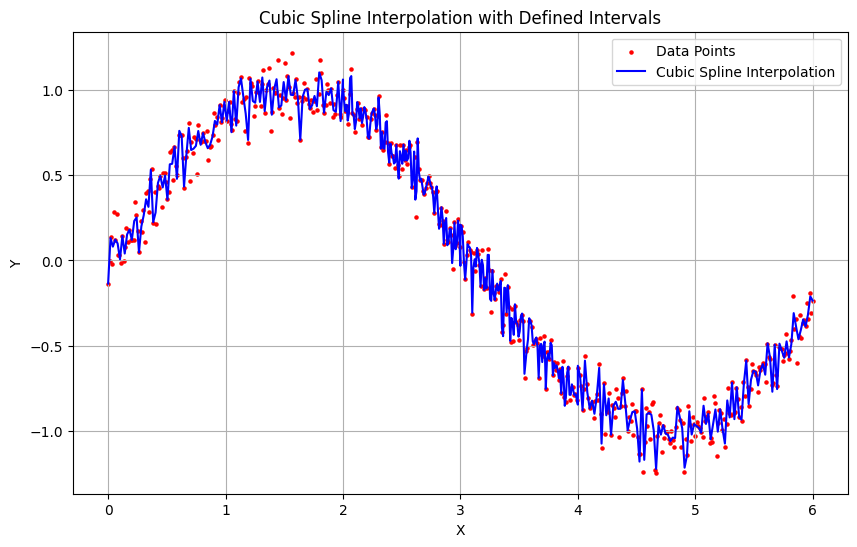 Cubic Spline Interpolation with Defined Intervals
Data Points
Cubic Spline Interpolation
1.0
0.5
0.0
−0.5
−1.0
Y
0 1 2 3 4 5 6
X